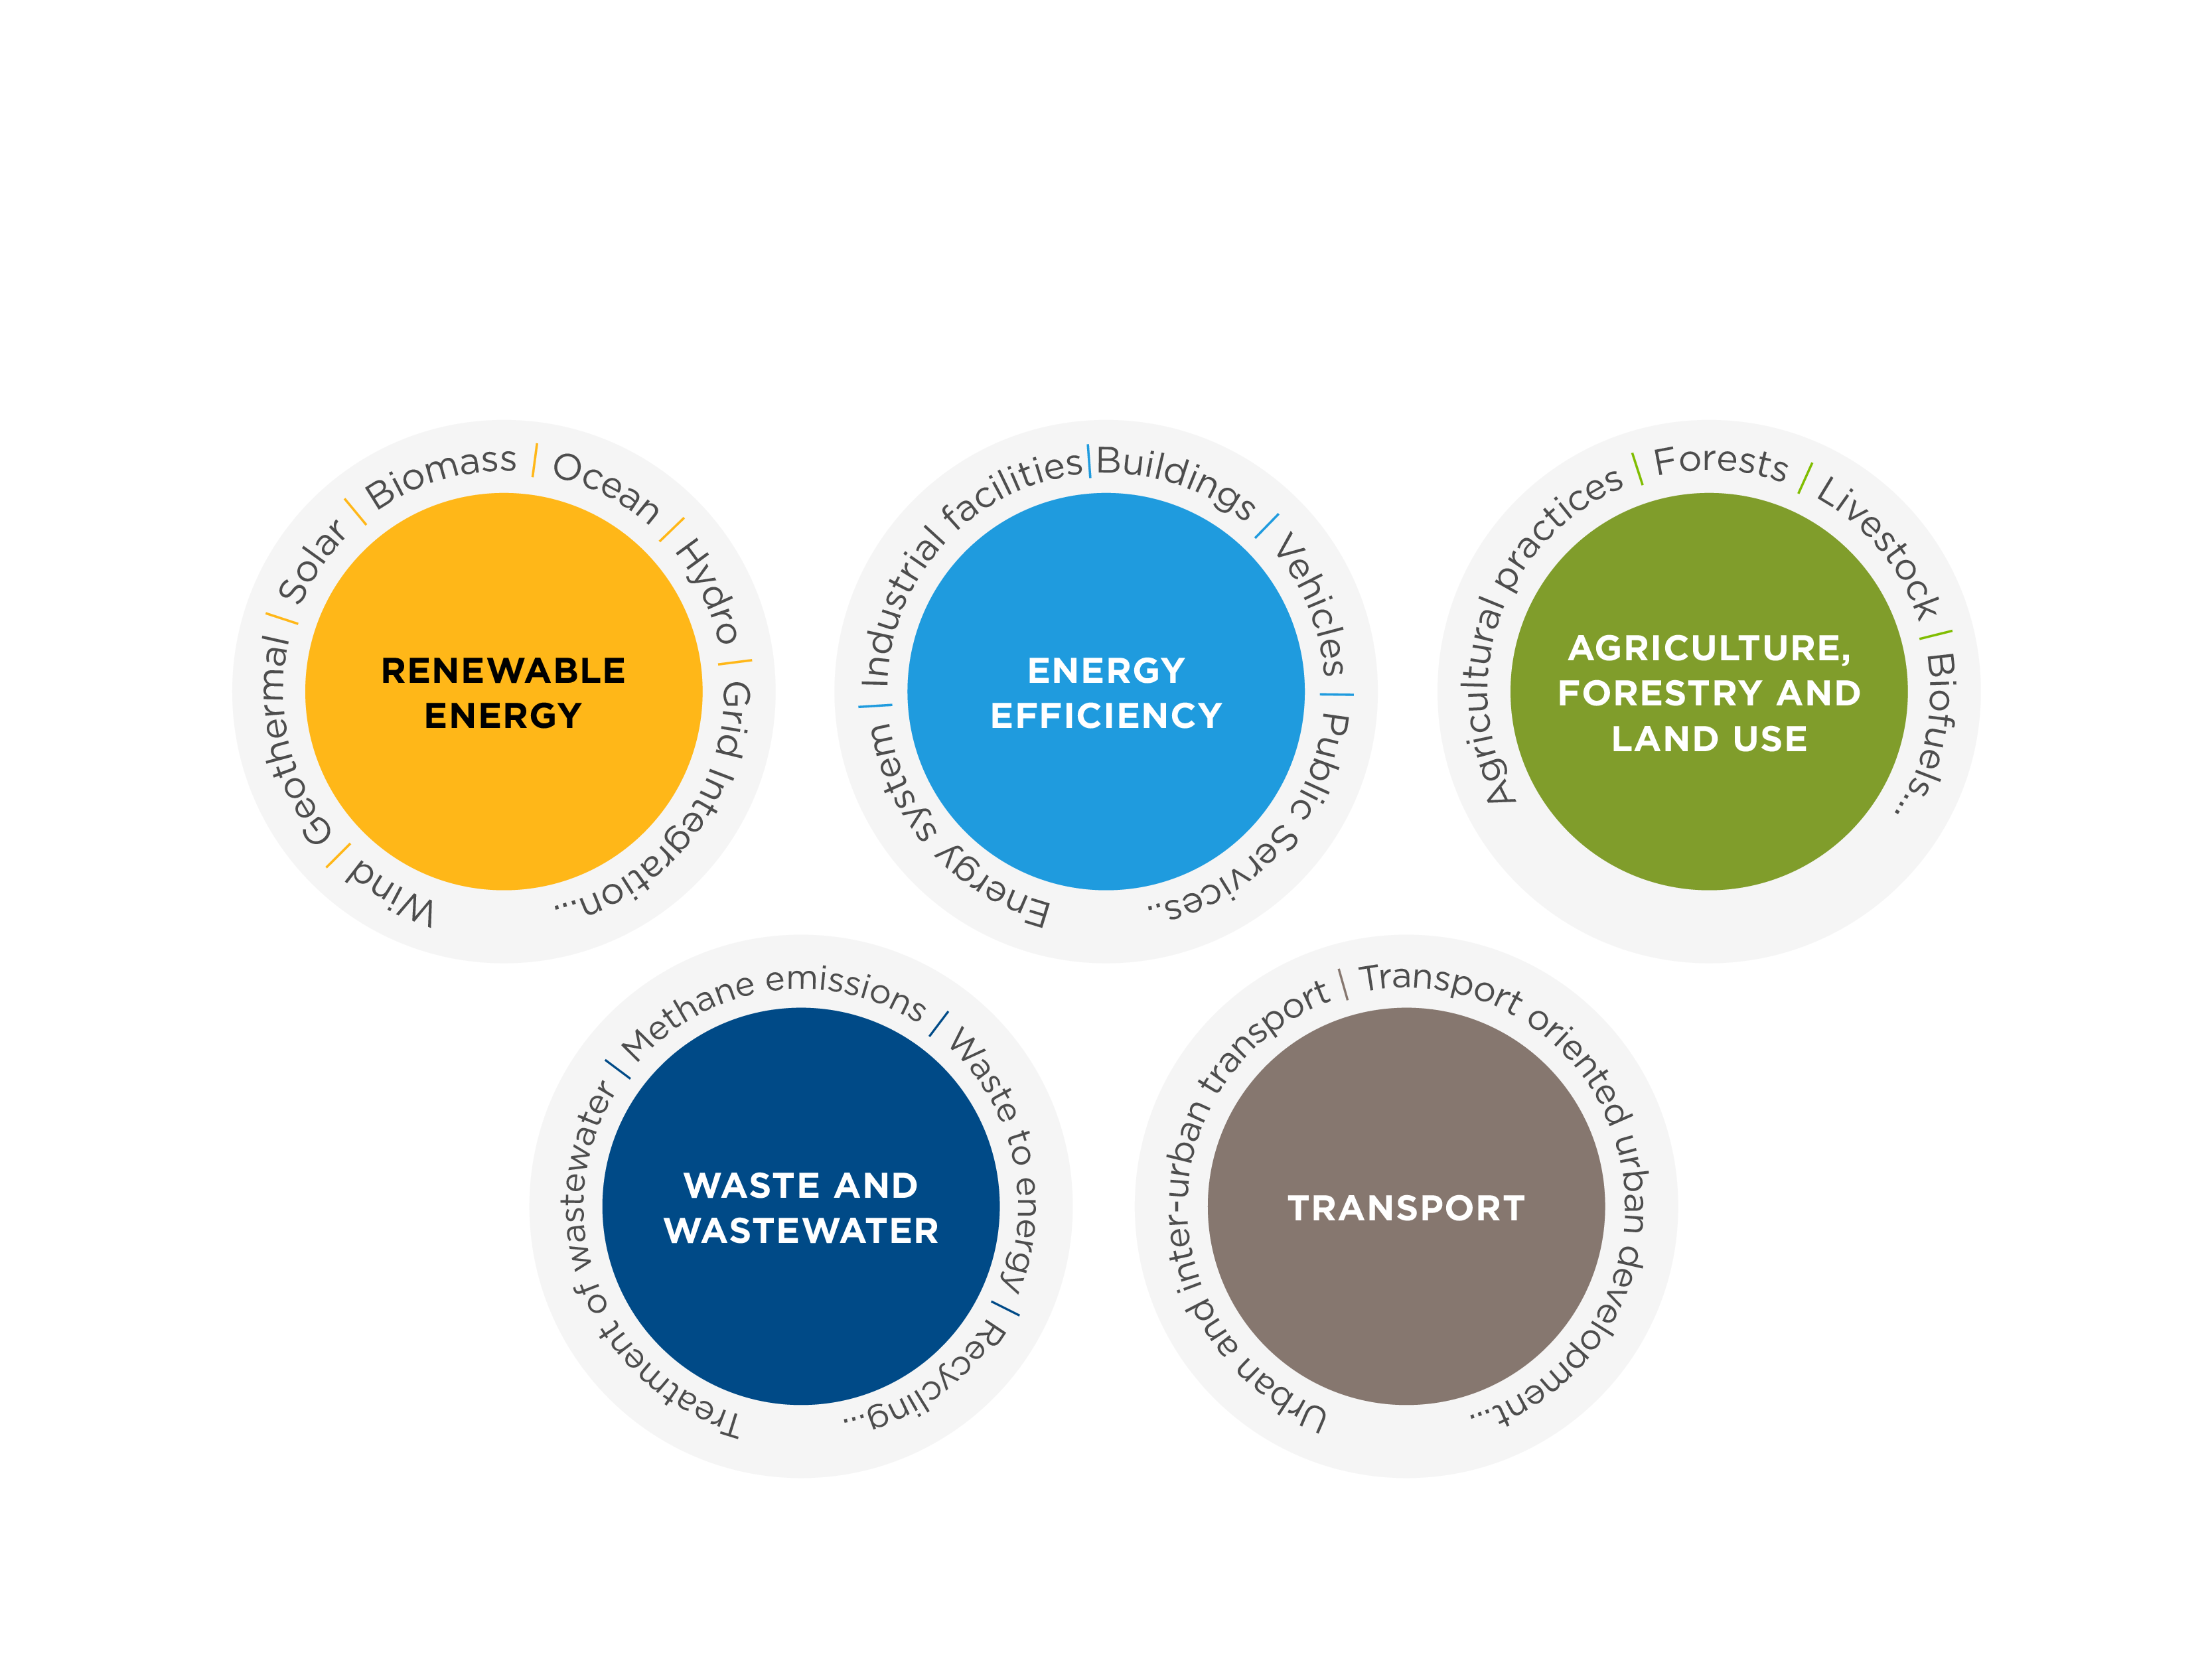 Wind | Geothermal | Solar | Biomass | Ocean | Hydro | Grid Integration...
RENEWABLE
ENERGY
Energy system | Industrial facilities | Buildings | Vehicles | Public Services..
ENERGY
EFFICIENCY
Agricultural practices | Forests | Livestock | Biofuels...
AGRICULTURE,
FORESTRY AND
LAND USE
Treatment of wastewater | Methane emissions | Waste to energy | Recycling...
WASTE AND
WASTEWATER
Urban and inter-urban transport | Transport oriented urban development...
TRANSPORT